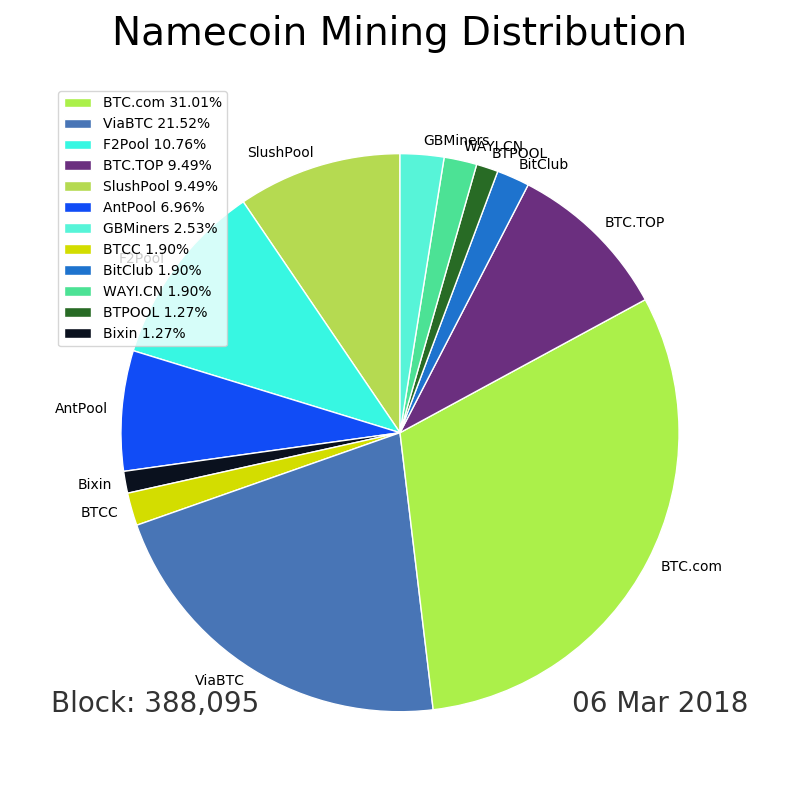 Namecoin Mining Distribution
BTC.com 31.01%
ViaBTC 21.52%
F2Pool 10.76%
BTC.TOP 9.49%
SlushPool 9.49%
AntPool 6.96%
GBMiners 2.53%
BTCC 1.90%
BitClub 1.90%
WAYI.CN 1.90%
BTPOOL 1.27%
Bixin 1.27%
GBMiners
WAYI.CN
BTPOOL
BitClub
SlushPool
BTC.TOP
F2Pool
AntPool
Bixin
BTCC
BTC.com
ViaBTC
Block: 388,095
06 Mar 2018